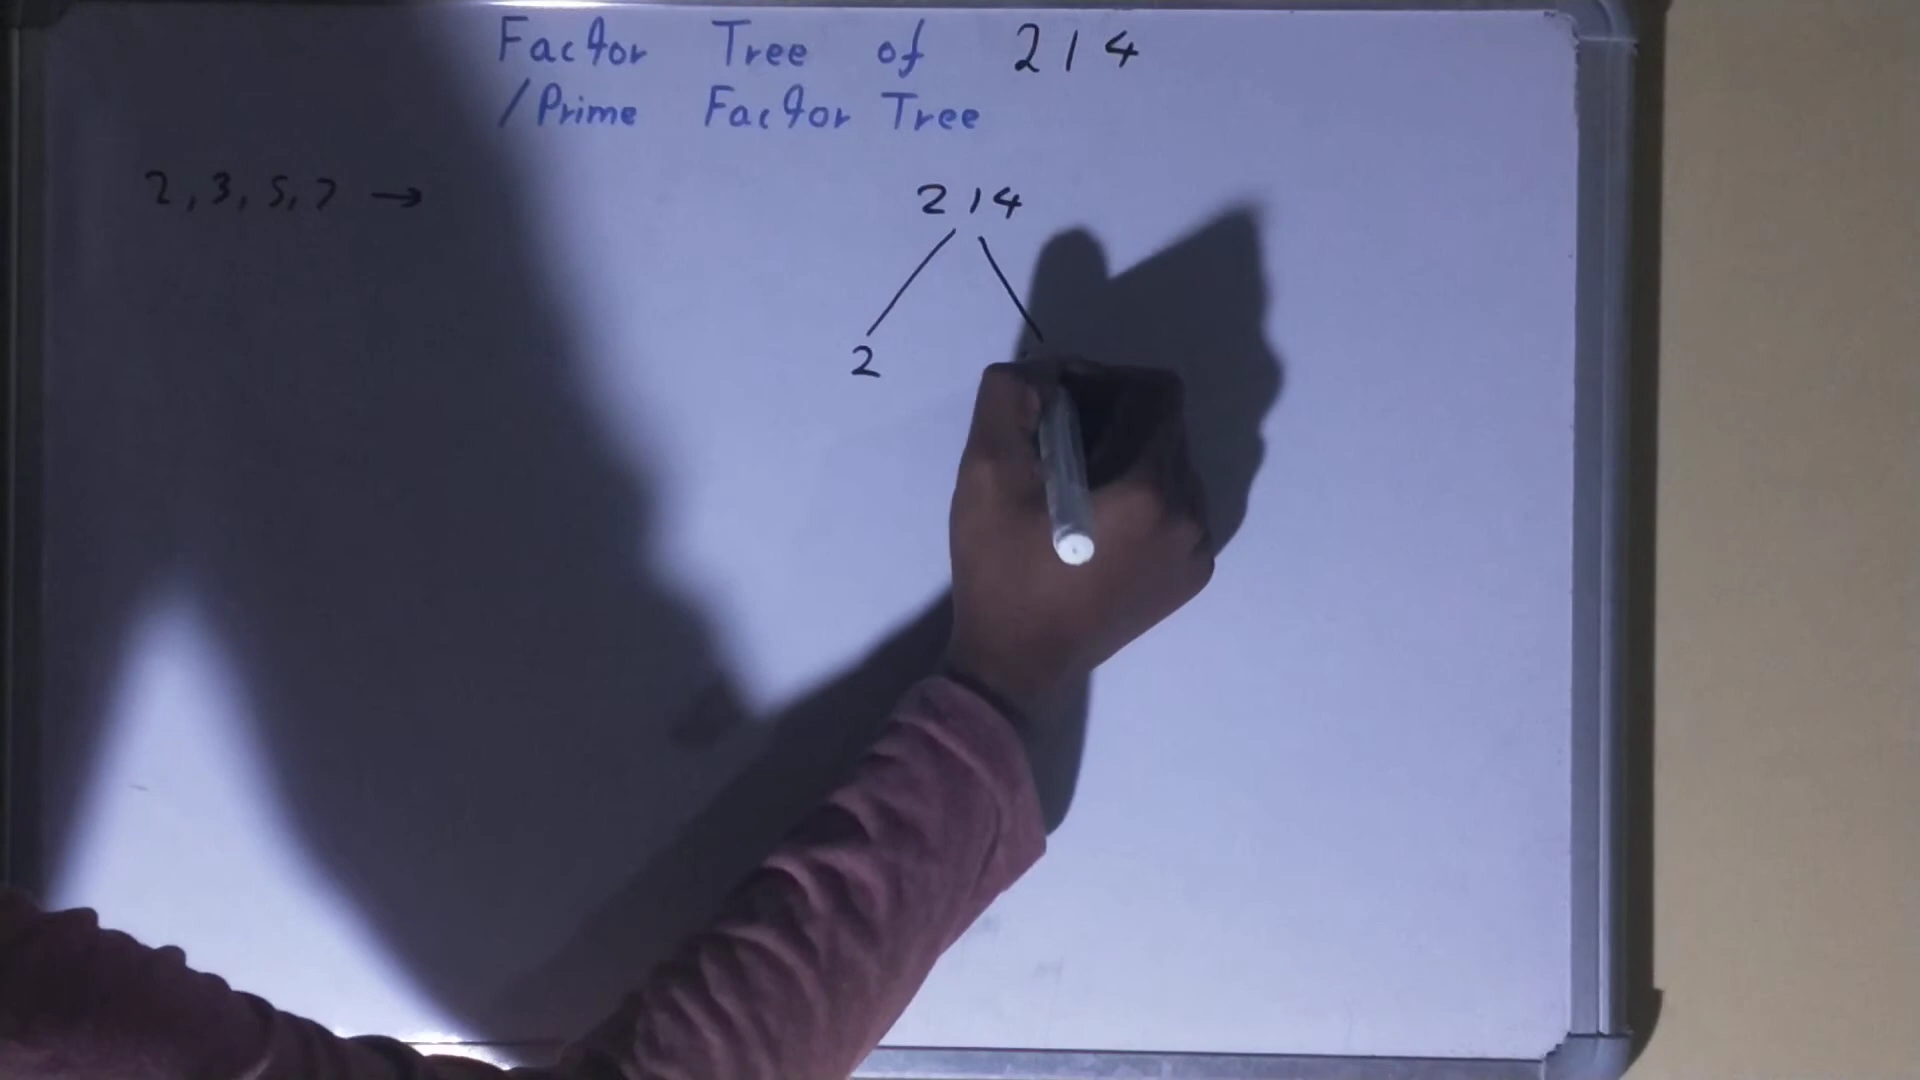 Factor Tree of 214
/Prime Factor Tree
2, 3, 5, 7 →
214
2